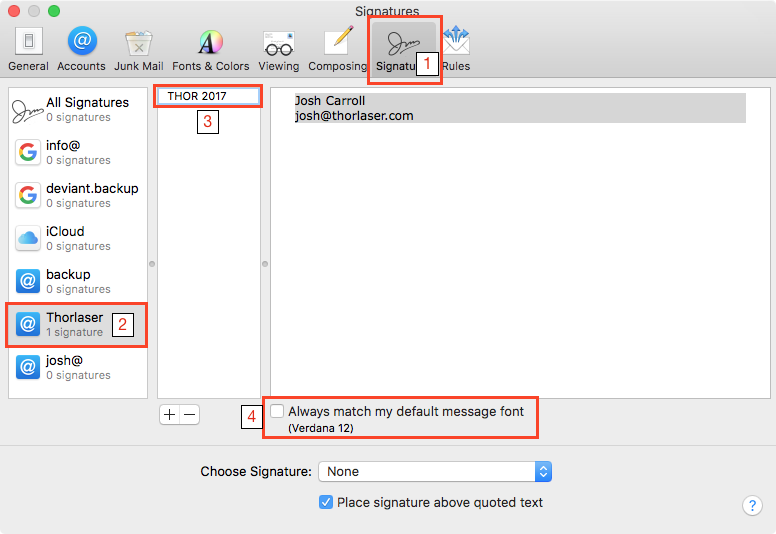 Signatures
General
Accounts
Junk Mail
Fonts & Colors
Viewing
Composing
Signatu
1
Rules
All Signatures
0 signatures
info@
0 signatures
deviant.backup
0 signatures
iCloud
0 signatures
backup
0 signatures
Thorlaser
1 signature
2
josh@
0 signatures
THOR 2017
3
Josh Carroll
josh@thorlaser.com
+ −
4
Always match my default message font
(Verdana 12)
Choose Signature: None
Place signature above quoted text
?